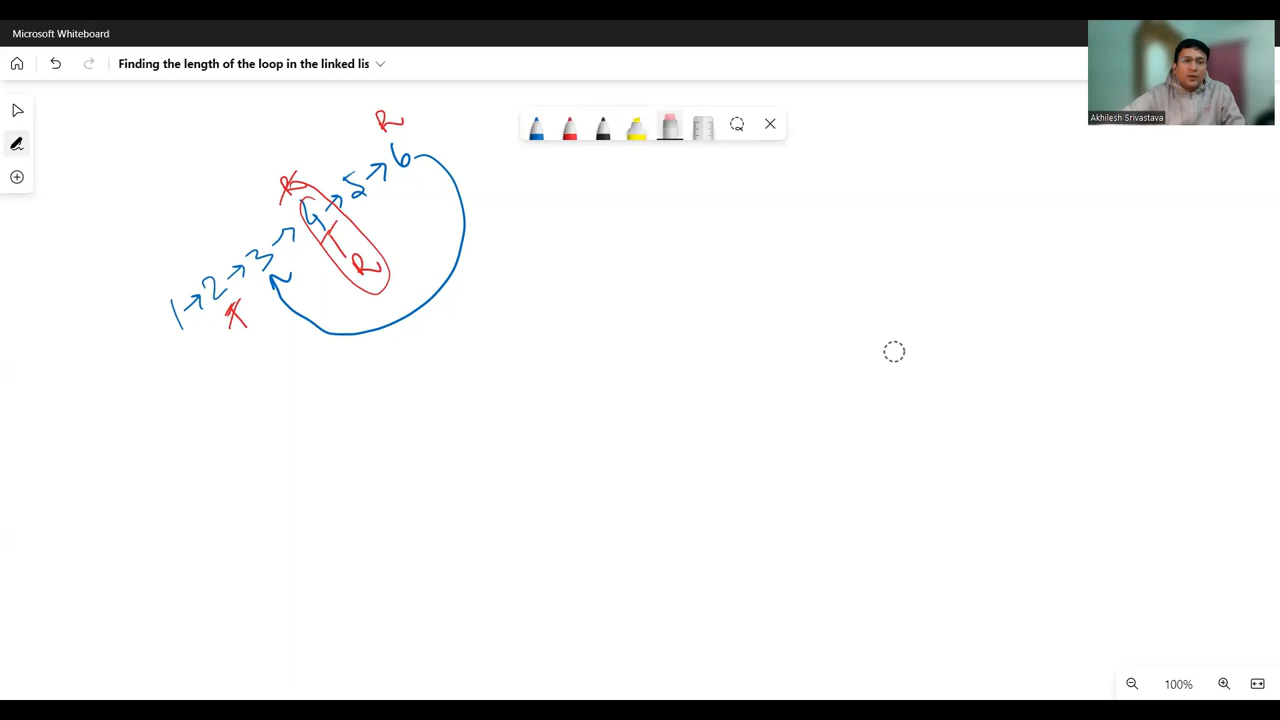 Microsoft Whiteboard
Finding the length of the loop in the linked lis
Akhilesh Srivastava
R
1→2→3→4→5→6
R
T R
T
100%